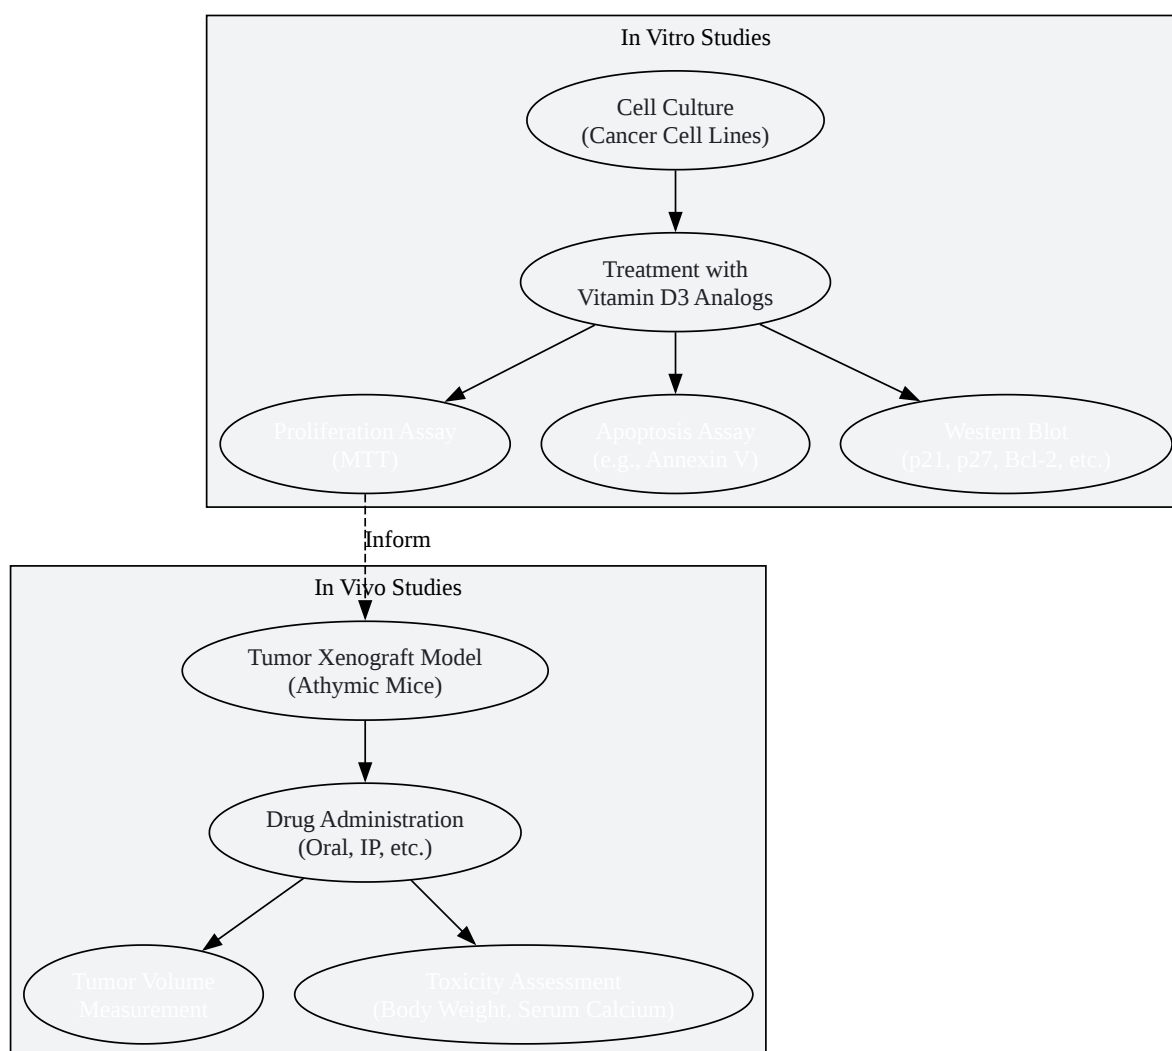 In Vitro Studies
Cell Culture
(Cancer Cell Lines)
Treatment with
Vitamin D3 Analogs
Proliferation Assay
(MTT)
Apoptosis Assay
(e.g., Annexin V)
Western Blot
(p21, p27, Bcl-2, etc.)
Inform
In Vivo Studies
Tumor Xenograft Model
(Athymic Mice)
Drug Administration
(Oral, IP, etc.)
Tumor Volume
Measurement
Toxicity Assessment
(Body Weight, Serum Calcium)